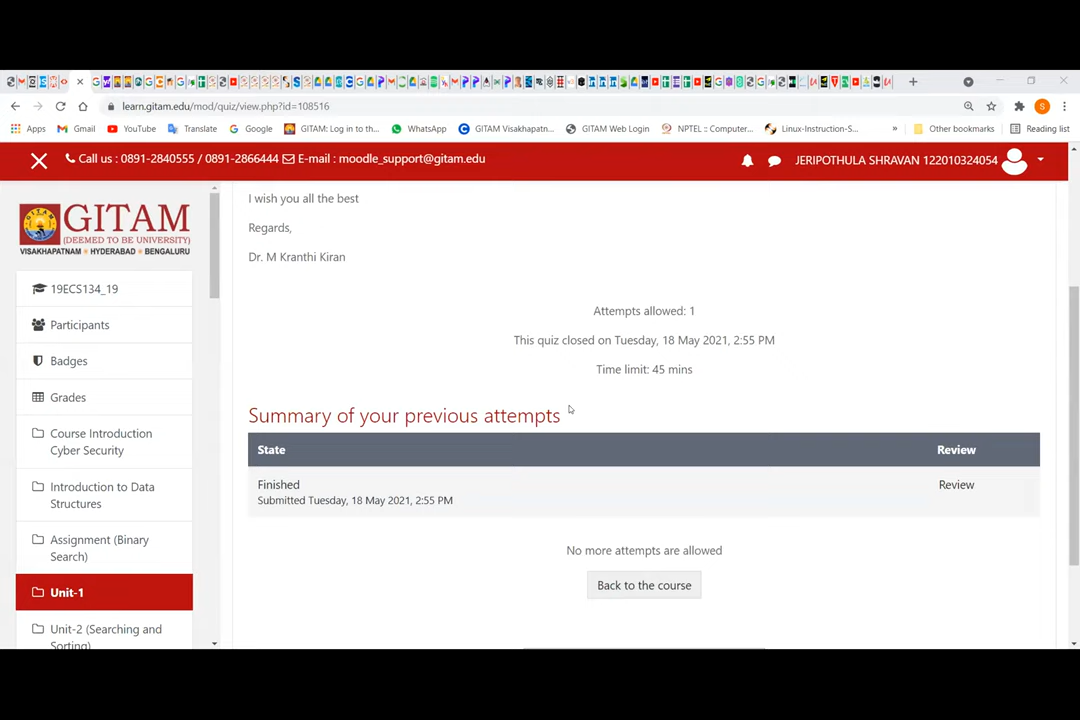 learn.gitam.edu/mod/quiz/view.php?id=108516
S
Apps
Gmail
YouTube
Translate
Google
GITAM: Log in to th...
WhatsApp
GITAM Visakhapatn...
GITAM Web Login
NPTEL :: Computer...
Linux-Instruction-S...
»
Other bookmarks
Reading list
Call us : 0891-2840555 / 0891-2866444 E-mail : moodle_support@gitam.edu
JERIPOTHULA SHRAVAN 122010324054
GITAM
(DEEMED TO BE UNIVERSITY)
VISAKHAPATNAM HYDERABAD BENGALURU
19ECS134_19
Participants
Badges
Grades
Course Introduction
Cyber Security
Introduction to Data
Structures
Assignment (Binary
Search)
Unit-1
Unit-2 (Searching and
Sorting)
I wish you all the best
Regards,
Dr. M Kranthi Kiran
Attempts allowed: 1
This quiz closed on Tuesday, 18 May 2021, 2:55 PM
Time limit: 45 mins
Summary of your previous attempts
State Review
Finished Review
Submitted Tuesday, 18 May 2021, 2:55 PM
No more attempts are allowed
Back to the course